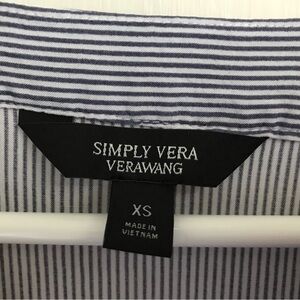 SIMPLY VERA
VERAWANG
XS
MADE IN
VIETNAM